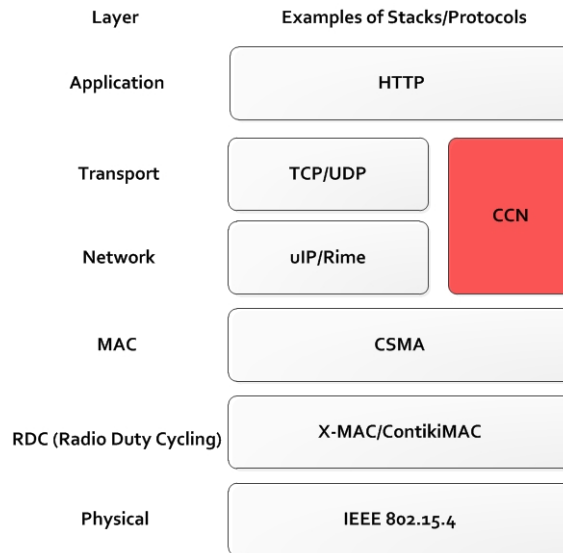 Layer Examples of Stacks/Protocols
Application HTTP
Transport TCP/UDP
CCN
Network uIP/Rime
MAC CSMA
RDC (Radio Duty Cycling) X-MAC/ContikiMAC
Physical IEEE 802.15.4